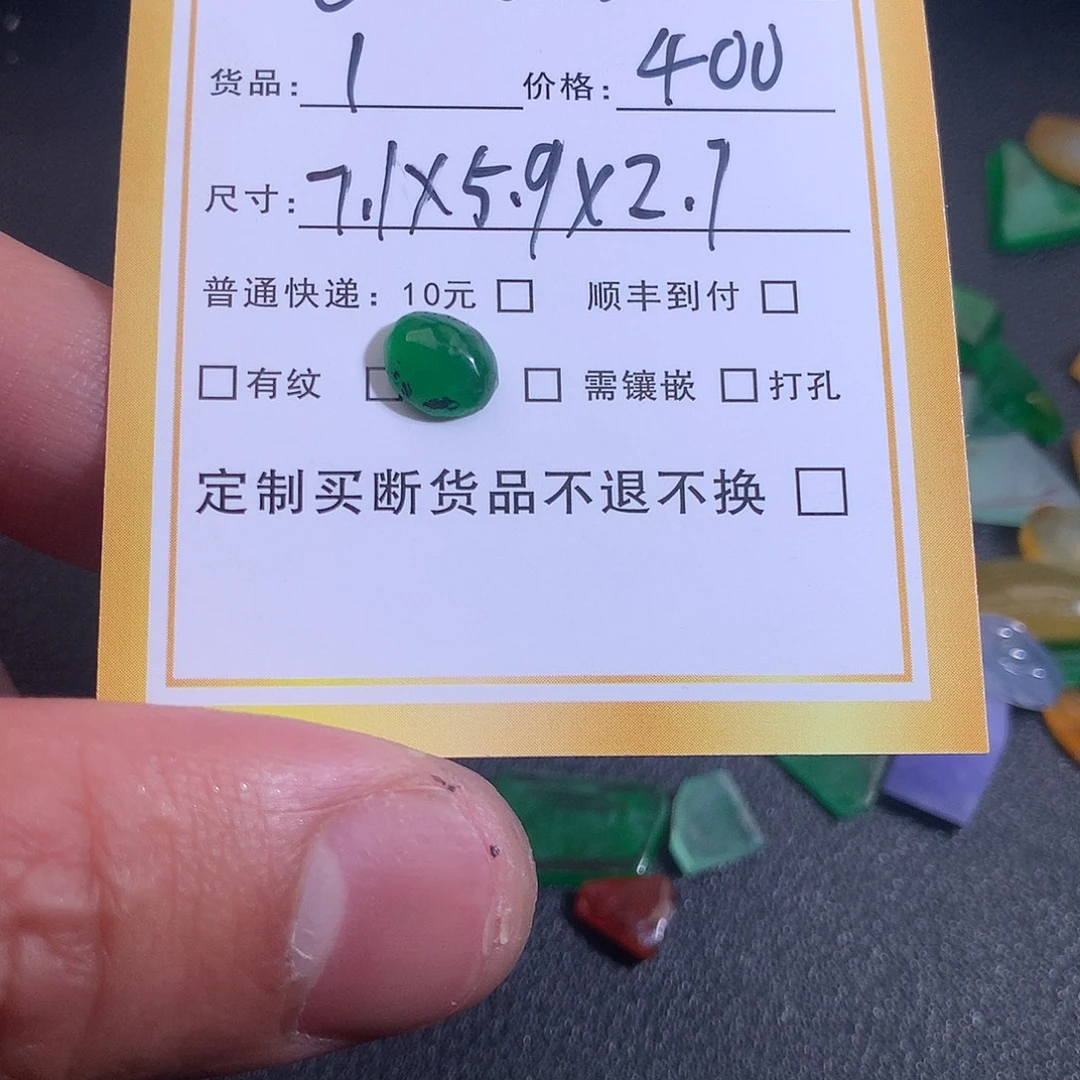 货品: 1 价格: 400
尺寸: 7.1X5.9X2.7
普通快递: 10元 □ 顺丰到付 □
□有纹 □ □ 需镶嵌 □打孔
定制买断货品不退不换 □